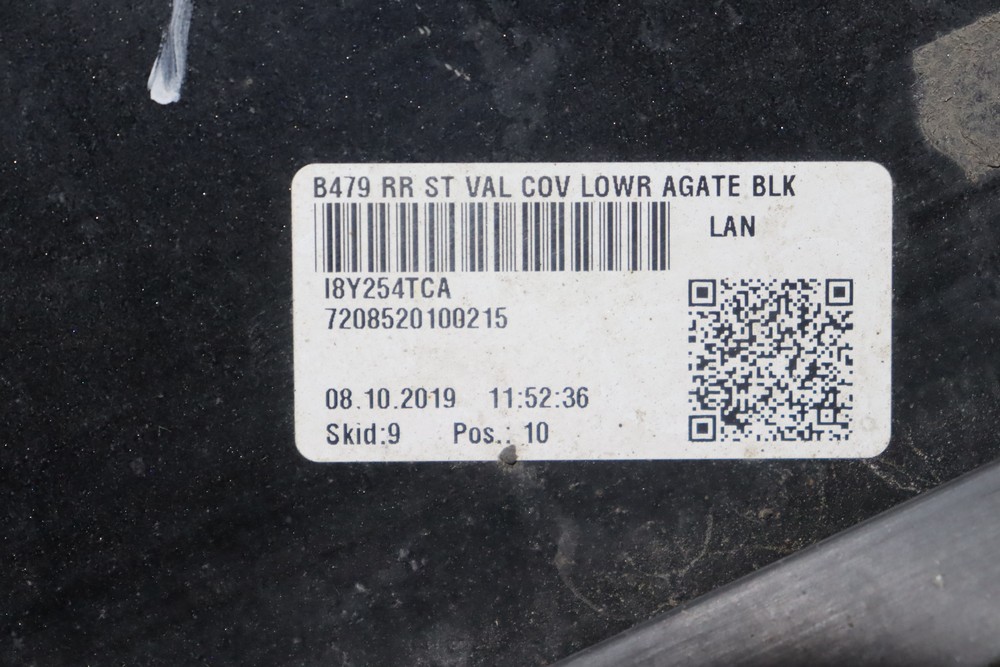 B479 RR ST VAL COV LOWR AGATE BLK
LAN
I8Y254TCA
7208520100215
08.10.2019 11:52:36
Skid:9 Pos.: 10